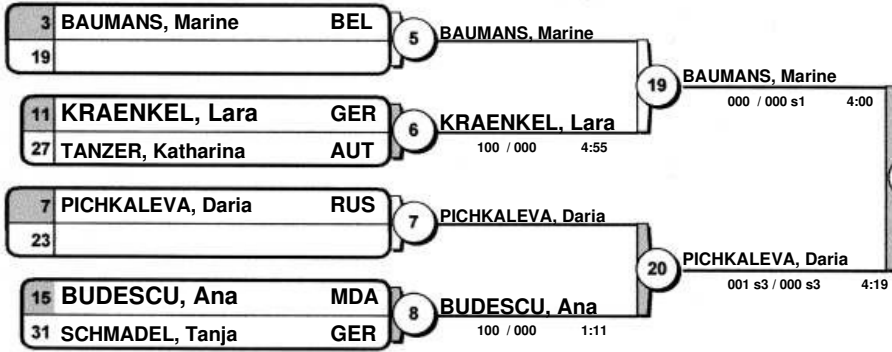 3 BAUMANS, Marine BEL
19
5 BAUMANS, Marine
11 KRAENKEL, Lara GER
27 TANZER, Katharina AUT
6 KRAENKEL, Lara
100 / 000 4:55
19 BAUMANS, Marine
000 / 000 s1 4:00
7 PICHKALEVA, Daria RUS
23
7 PICHKALEVA, Daria
15 BUDESCU, Ana MDA
31 SCHMADEL, Tanja GER
8 BUDESCU, Ana
100 / 000 1:11
20 PICHKALEVA, Daria
001 s3 / 000 s3 4:19